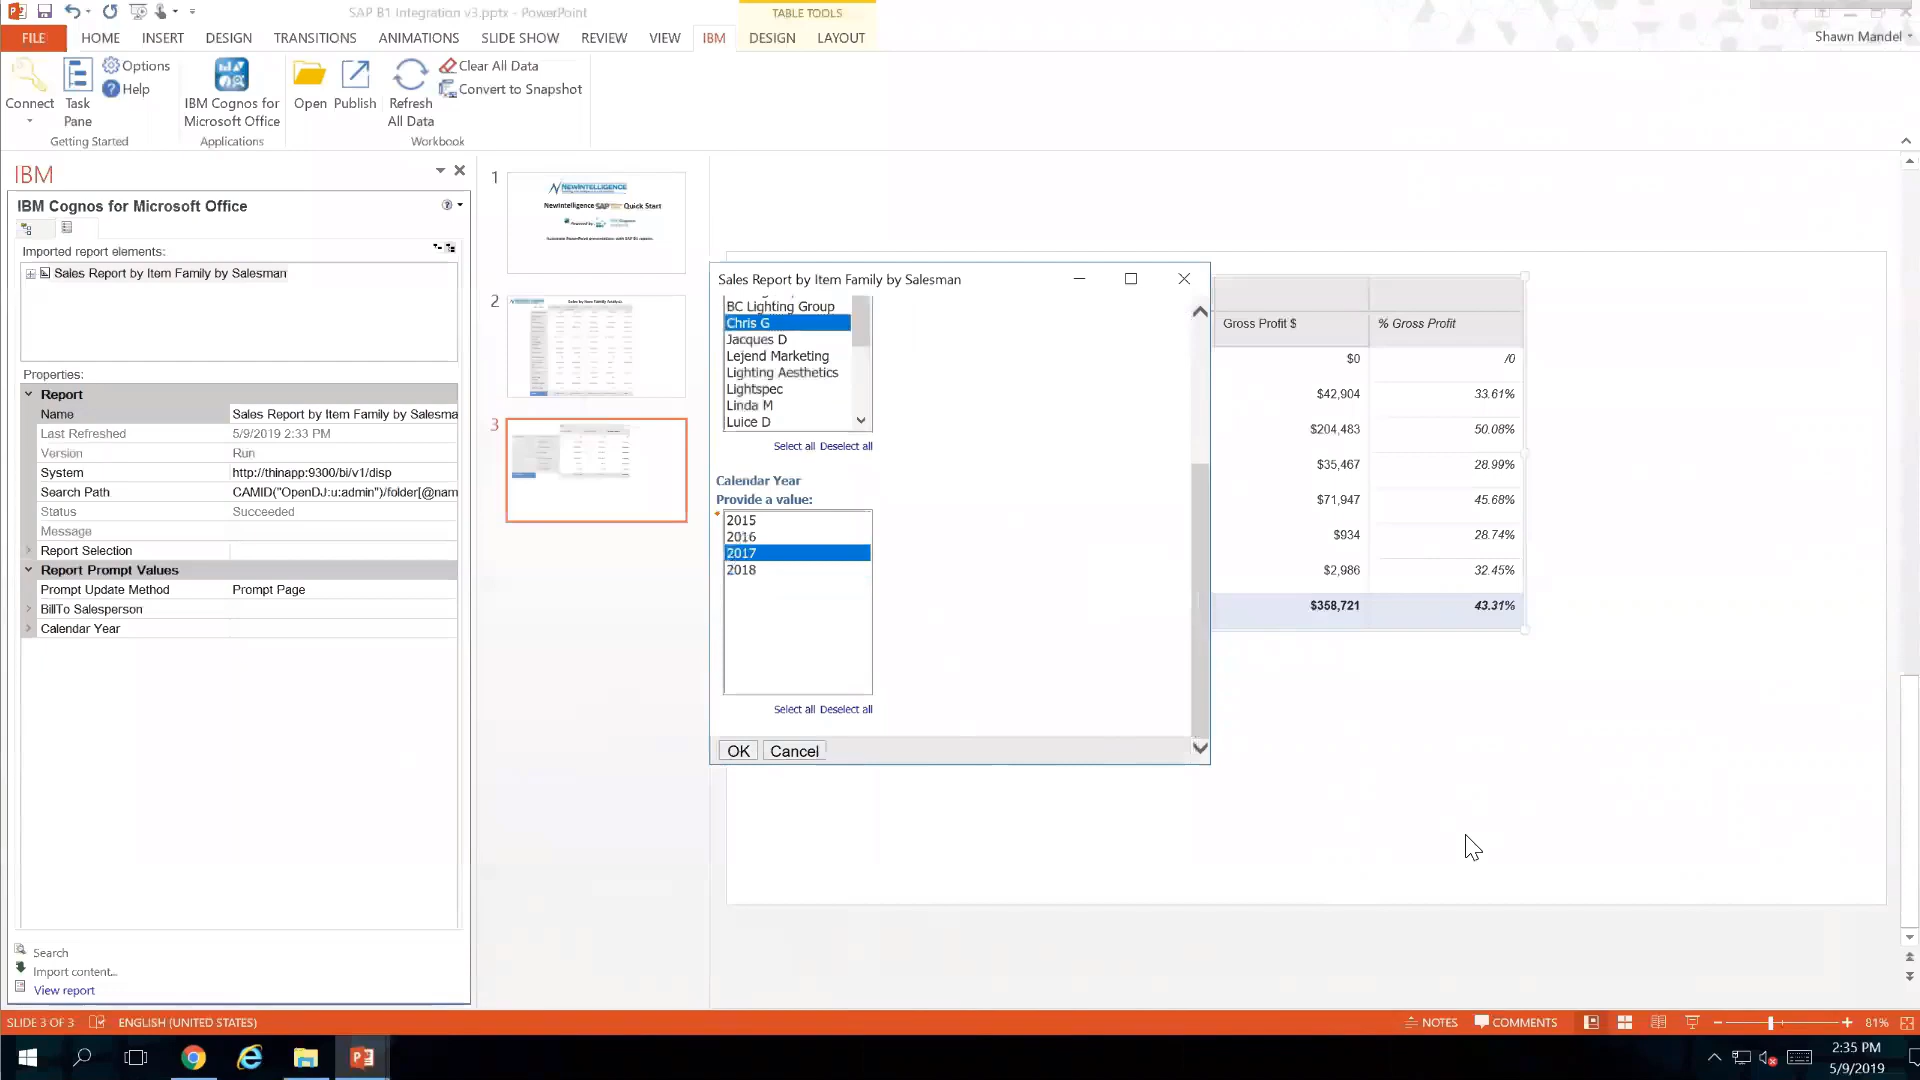 SAP B1 Integration v3.pptx - PowerPoint
TABLE TOOLS
FILE HOME INSERT DESIGN TRANSITIONS ANIMATIONS SLIDE SHOW REVIEW VIEW IBM DESIGN LAYOUT
Shawn Mandel
Connect
Task Pane
Options
Help
Getting Started
IBM Cognos for Microsoft Office
Applications
Open
Publish
Refresh All Data
Clear All Data
Convert to Snapshot
Workbook
IBM
IBM Cognos for Microsoft Office
Imported report elements:
Sales Report by Item Family by Salesman
Properties:
Report
Name Sales Report by Item Family by Salesma
Last Refreshed 5/9/2019 2:33 PM
Version Run
System http://thinapp:9300/bi/v1/disp
Search Path CAMID("OpenDJ:u:admin")/folder[@nam
Status Succeeded
Message
Report Selection
Report Prompt Values
Prompt Update Method Prompt Page
BillTo Salesperson
Calendar Year
Search
Import content...
View report
1
NEWINTELLIGENCE
NewIntelligence SAP Quick Start
2
Sales by Item Family Analysis
3
Sales Report by Item Family by Salesman
BC Lighting Group
Chris G
Jacques D
Lejend Marketing
Lighting Aesthetics
Lightspec
Linda M
Luice D
Select all Deselect all
Calendar Year
Provide a value:
2015
2016
2017
2018
Select all Deselect all
OK Cancel
Gross Profit $ % Gross Profit
$0 /0
$42,904 33.61%
$204,483 50.08%
$35,467 28.99%
$71,947 45.68%
$934 28.74%
$2,986 32.45%
$358,721 43.31%
SLIDE 3 OF 3 ENGLISH (UNITED STATES) NOTES COMMENTS 81%
2:35 PM
5/9/2019